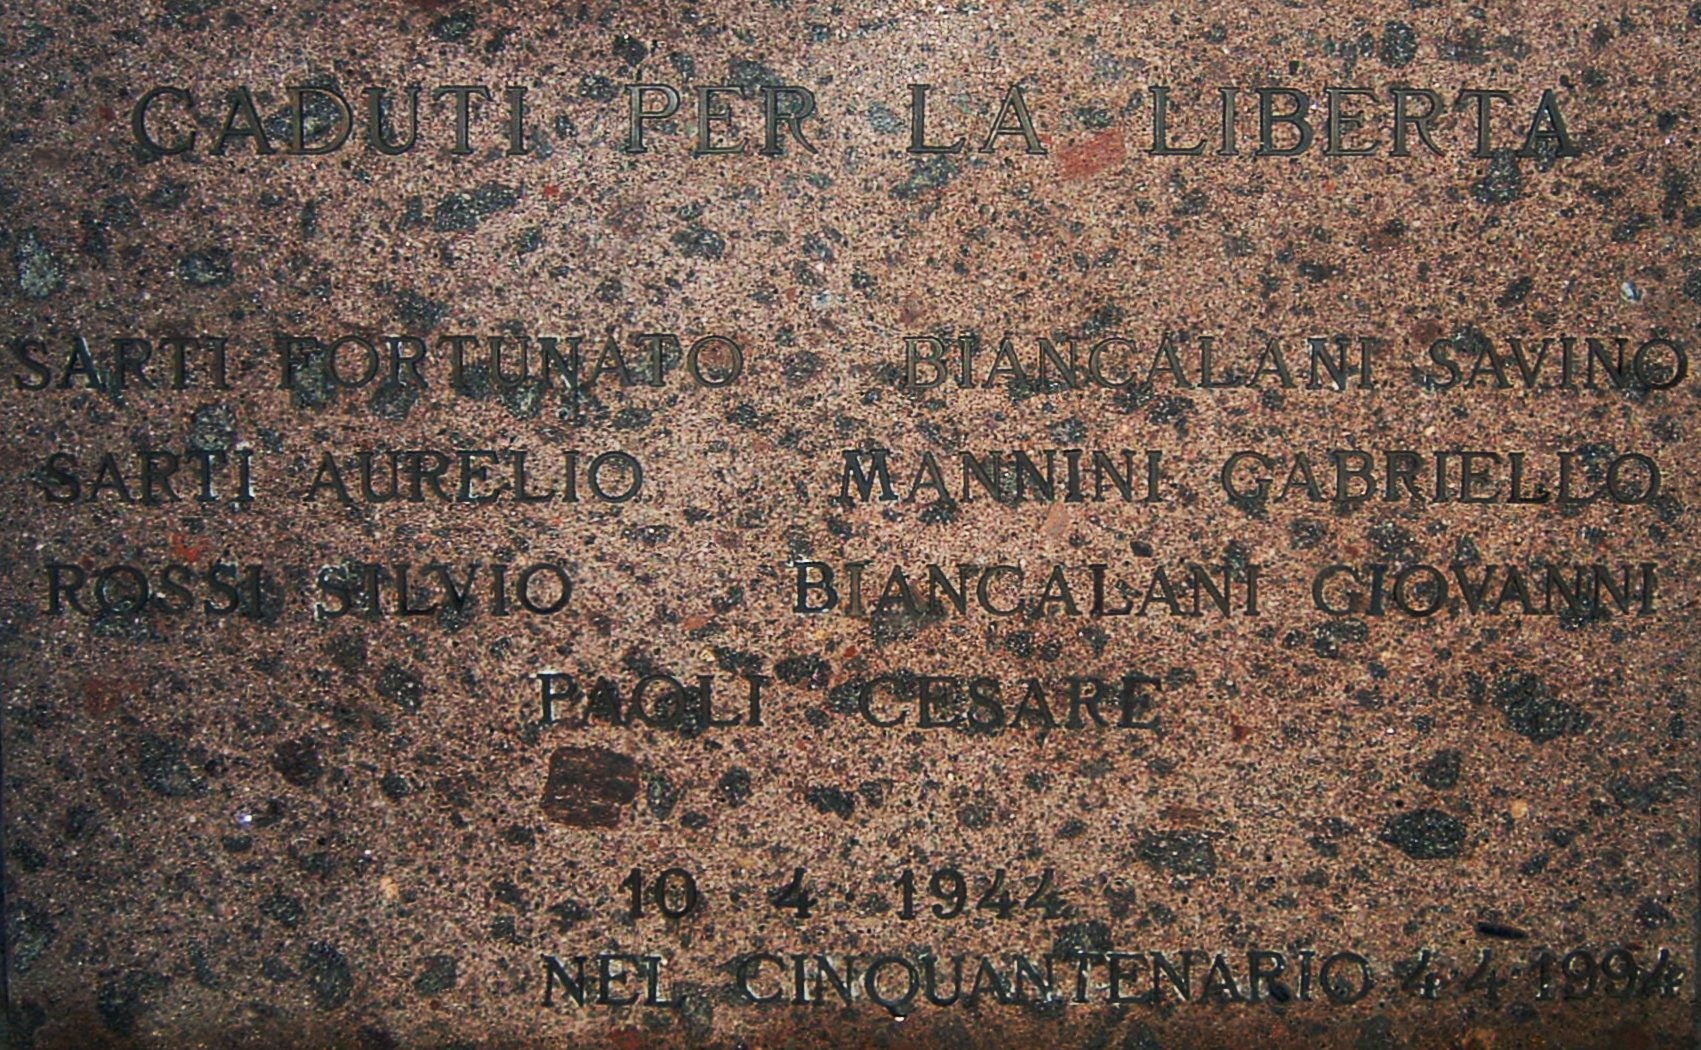 CADUTI PER LA LIBERTA
SARTI FORTUNATO BIANCALANI SAVINO
SARTI AURELIO MANNINI GABRIELLO
ROSSI SILVIO BIANCALANI GIOVANNI
PAOLI CESARE
10 4 1944
NEL CINQUANTENARIO 4·4·1994